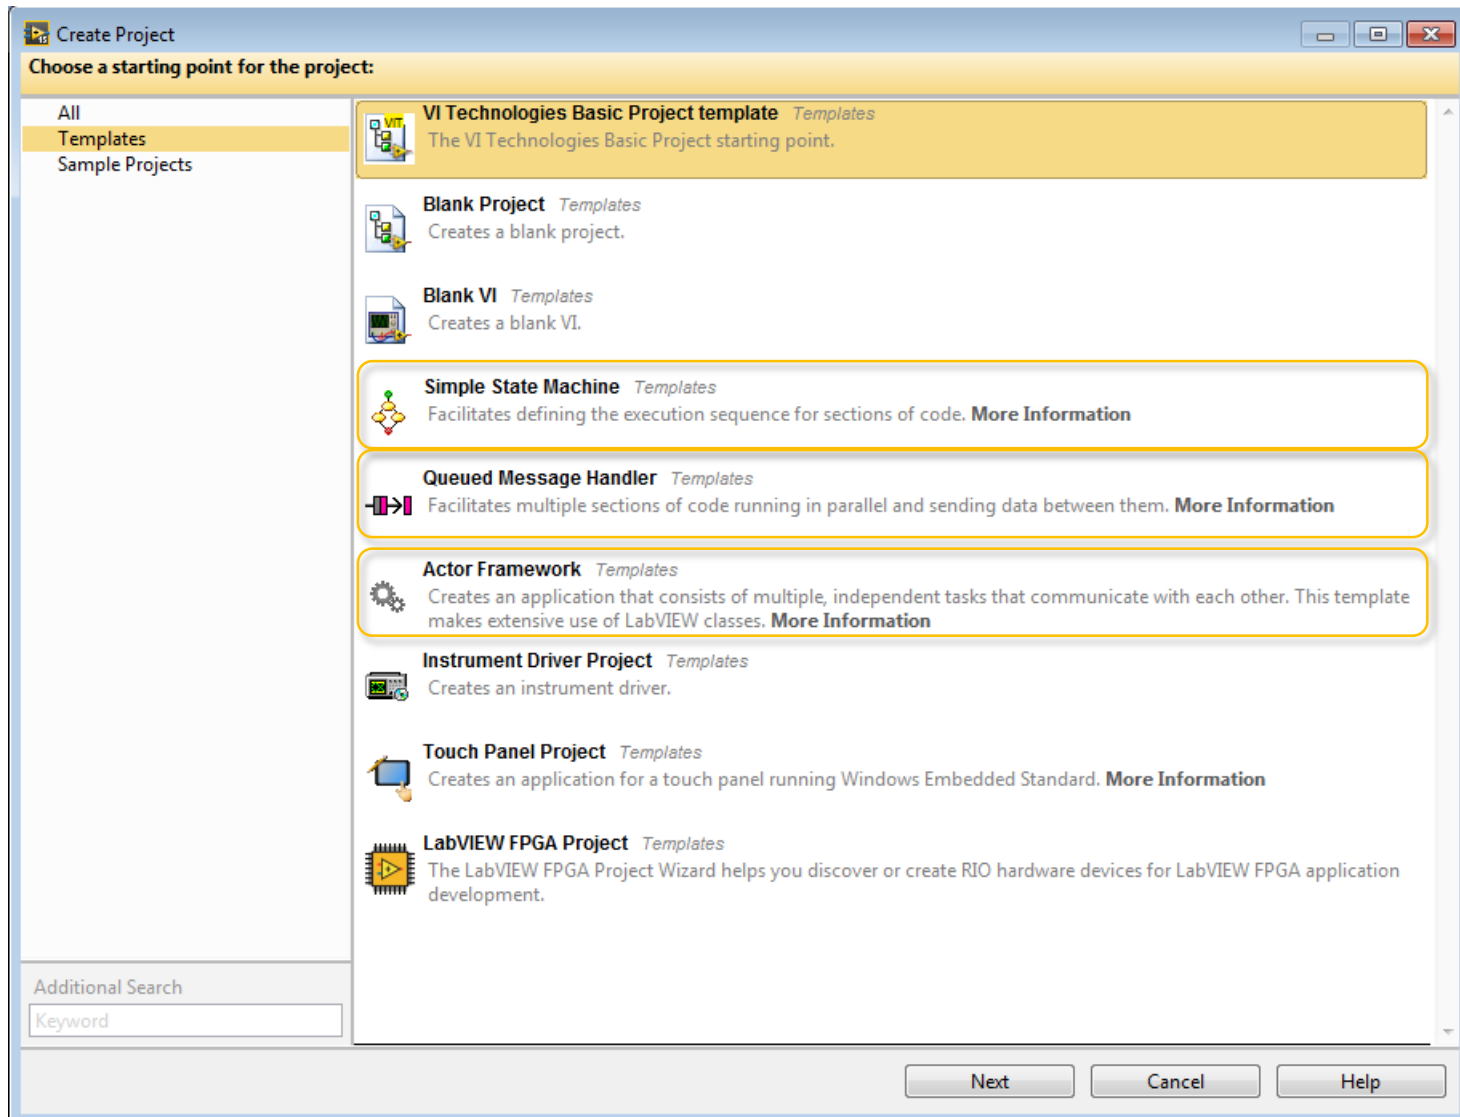 Create Project
Choose a starting point for the project:
All
Templates
Sample Projects
VI Technologies Basic Project template Templates
The VI Technologies Basic Project starting point.
Blank Project Templates
Creates a blank project.
Blank VI Templates
Creates a blank VI.
Simple State Machine Templates
Facilitates defining the execution sequence for sections of code. More Information
Queued Message Handler Templates
Facilitates multiple sections of code running in parallel and sending data between them. More Information
Actor Framework Templates
Creates an application that consists of multiple, independent tasks that communicate with each other. This template
makes extensive use of LabVIEW classes. More Information
Instrument Driver Project Templates
Creates an instrument driver.
Touch Panel Project Templates
Creates an application for a touch panel running Windows Embedded Standard. More Information
LabVIEW FPGA Project Templates
The LabVIEW FPGA Project Wizard helps you discover or create RIO hardware devices for LabVIEW FPGA application
development.
Additional Search
Keyword
Next Cancel Help